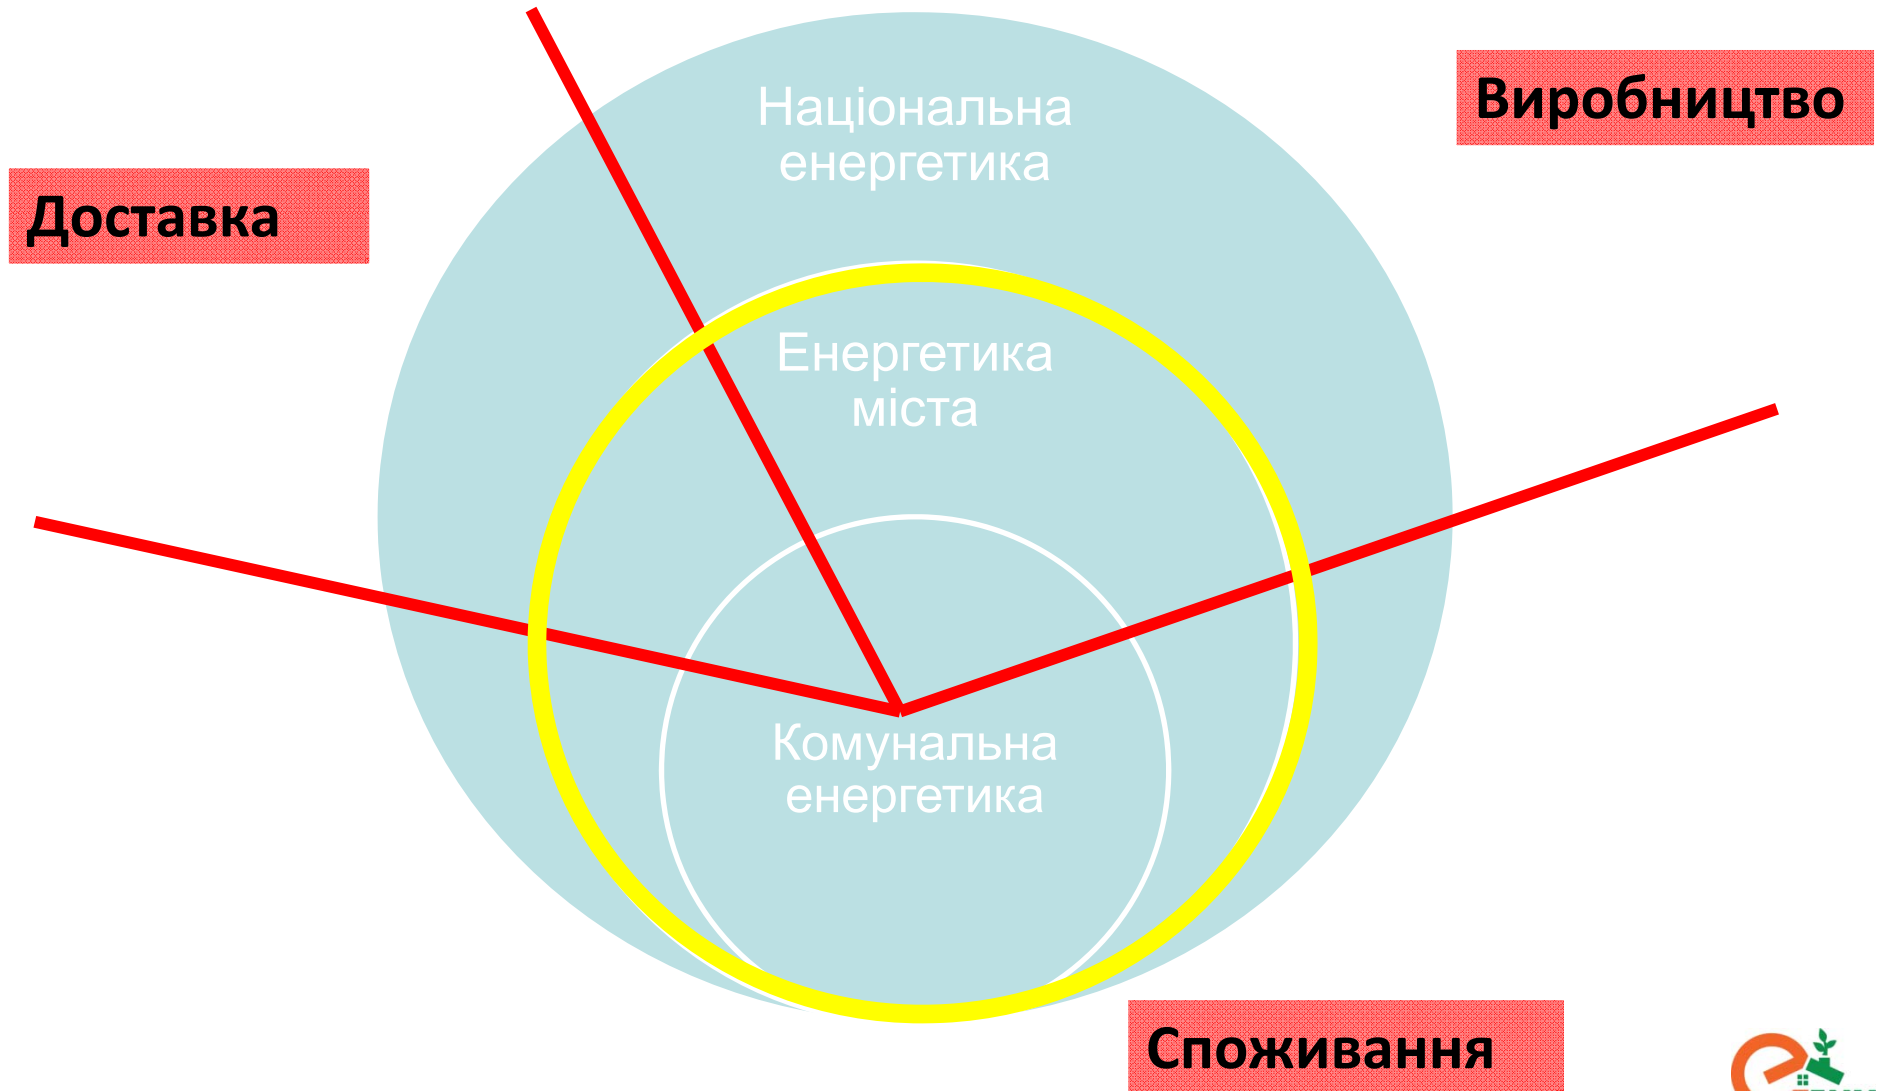 Національна
енергетика
Виробництво
Доставка
Енергетика
міста
Комунальна
енергетика
Споживання